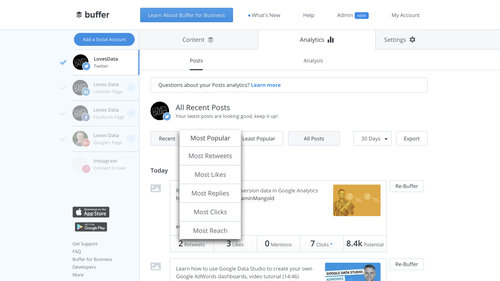 buffer
Learn About Buffer for Business
What's New
Help
Admin NEW
My Account
Add a Social Account
Content
Analytics
Settings
LovesData
Twitter
Loves Data
LinkedIn Page
Loves Data
Facebook Page
Loves Data
Google+ Page
Instagram
Connect it now!
Download on the
App Store
GET IT ON
Google Play
Get Support
FAQ
Buffer for Business
Developers
More
Posts
Analysis
Questions about your Posts analytics? Learn more
All Recent Posts
Your latest posts are looking good, keep it up!
Recent
Most Popular
Least Popular
All Posts
30 Days
Export
Most Retweets
Most Likes
Most Replies
Most Clicks
Most Reach
Today
version data in Google Analytics
Re-Buffer
2 Retweets
3 Likes
0 Mentions
7 Clicks
8.4k Potential
Learn how to use Google Data Studio to create your own
Google AdWords dashboards, video tutorial (14:46)
GOOGLE DATA STUDIO
ADWORDS
Re-Buffer